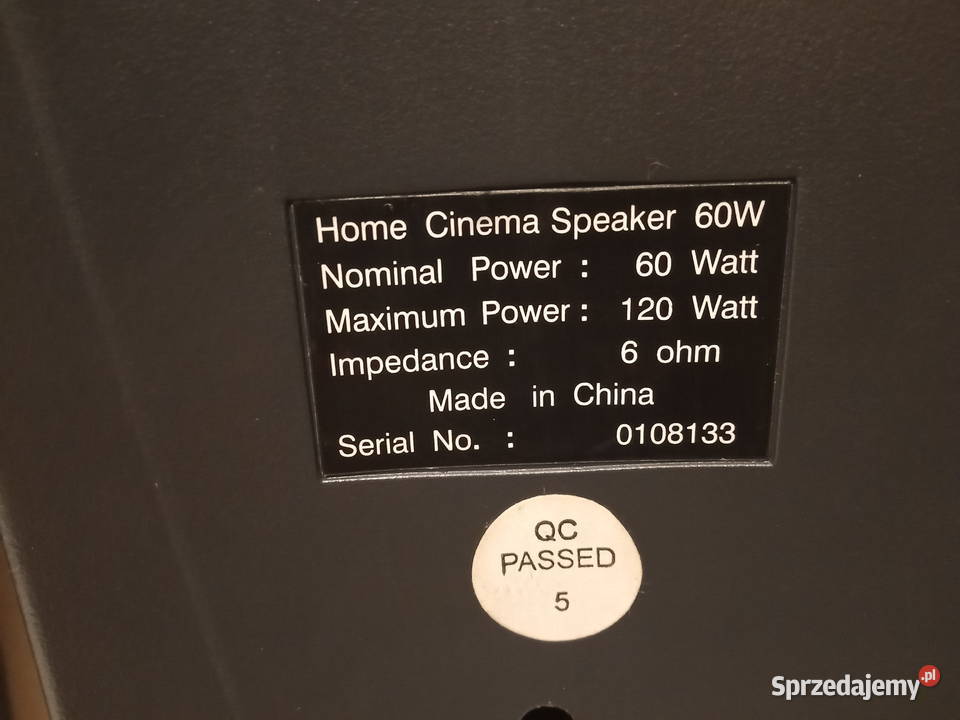 Home Cinema Speaker 60W
Nominal Power : 60 Watt
Maximum Power : 120 Watt
Impedance : 6 ohm
Made in China
Serial No. : 0108133
QC
PASSED
5
Sprzedajemy.pl